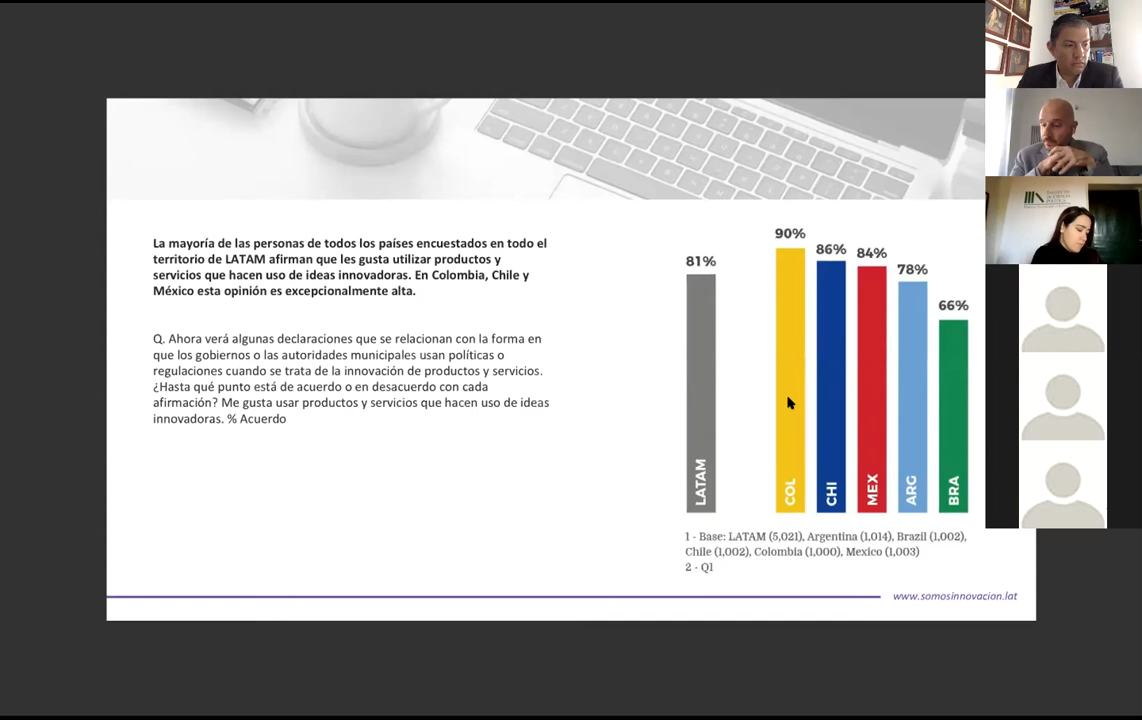 La mayoría de las personas de todos los países encuestados en todo el
territorio de LATAM afirman que les gusta utilizar productos y
servicios que hacen uso de ideas innovadoras. En Colombia, Chile y
México esta opinión es excepcionalmente alta.
Q. Ahora verá algunas declaraciones que se relacionan con la forma en
que los gobiernos o las autoridades municipales usan políticas o
regulaciones cuando se trata de la innovación de productos y servicios.
¿Hasta qué punto está de acuerdo o en desacuerdo con cada
afirmación? Me gusta usar productos y servicios que hacen uso de ideas
innovadoras. % Acuerdo
81%
90%
86%
84%
78%
66%
LATAM
COL
CHI
MEX
ARG
BRA
1 - Base: LATAM (5,021), Argentina (1,014), Brazil (1,002),
Chile (1,002), Colombia (1,000), Mexico (1,003)
2 - Q1
www.somosinnovacion.lat